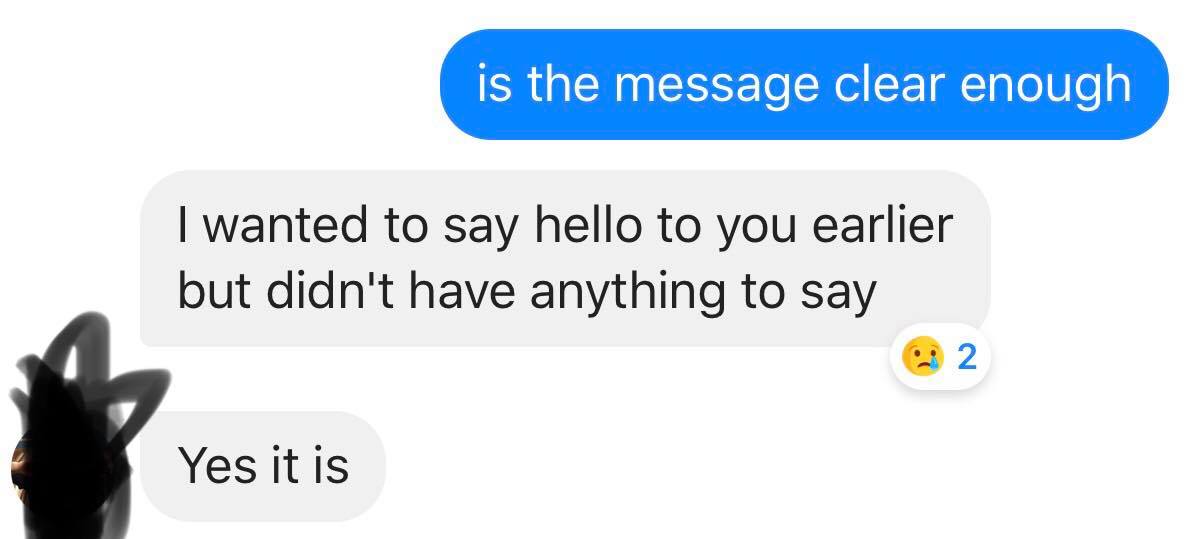 is the message clear enough
I wanted to say hello to you earlier
but didn't have anything to say
😢 2
Yes it is